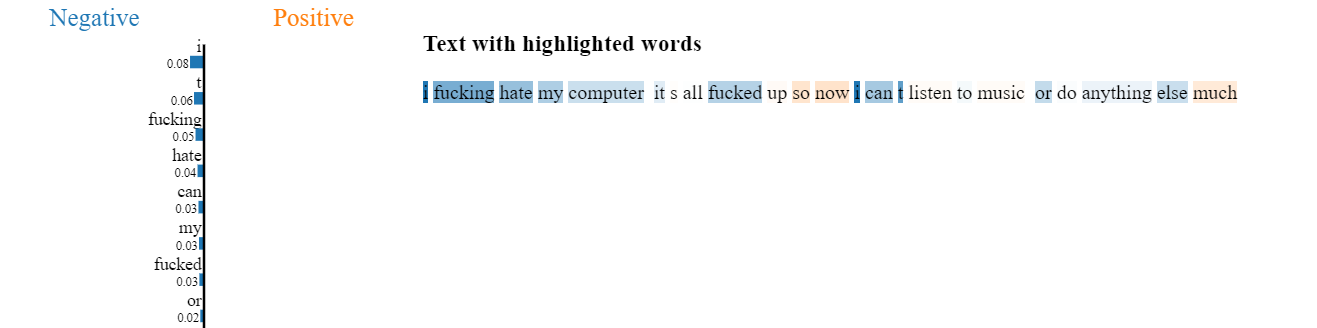 Negative Positive
Text with highlighted words
i
0.08
t
0.06
i fucking hate my computer it s all fucked up so now i can t listen to music or do anything else much
fucking
0.05
hate
0.04
can
0.03
my
0.03
fucked
0.03
or
0.02